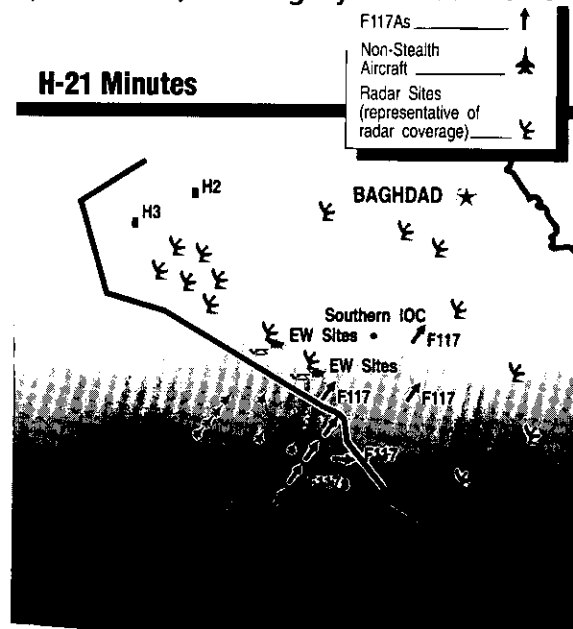 F117As
Non-Stealth
Aircraft
Radar Sites
(representative of
radar coverage)
H-21 Minutes
H2
H3
BAGHDAD
Southern IOC
EW Sites
F117
EW Sites
F117
F117
F117